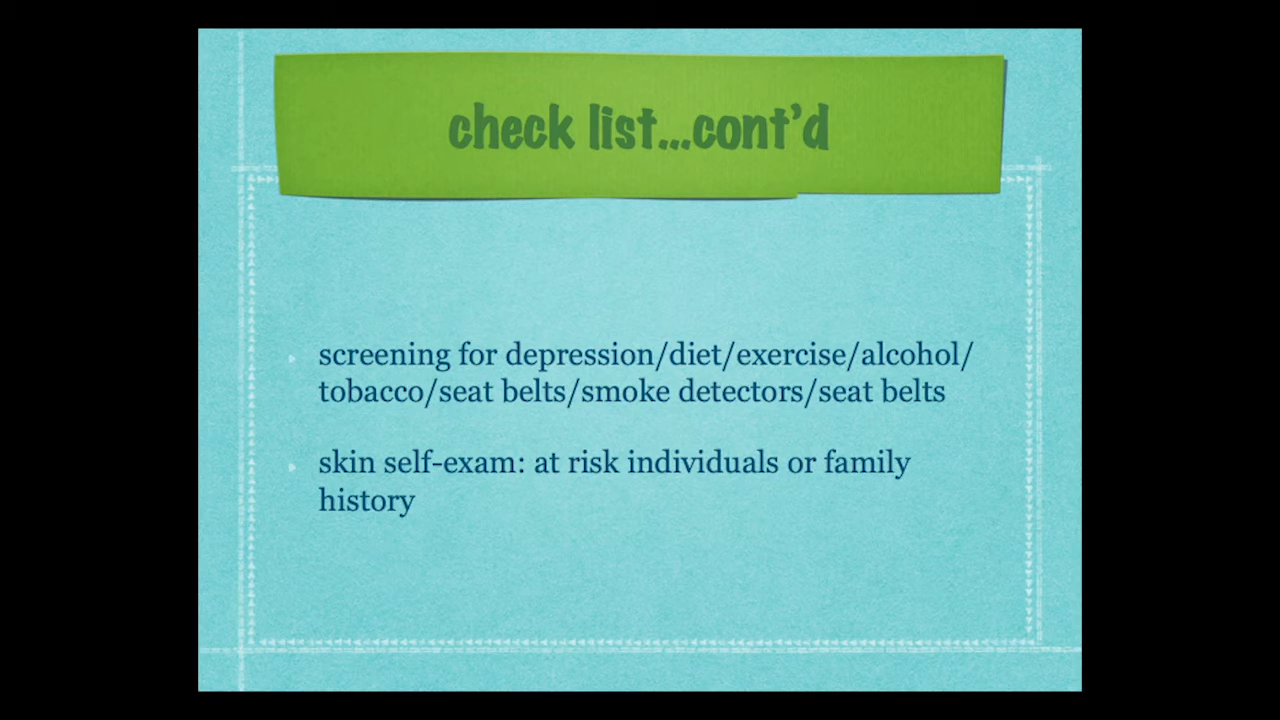 check list...cont’d
screening for depression/diet/exercise/alcohol/
tobacco/seat belts/smoke detectors/seat belts
skin self-exam: at risk individuals or family
history